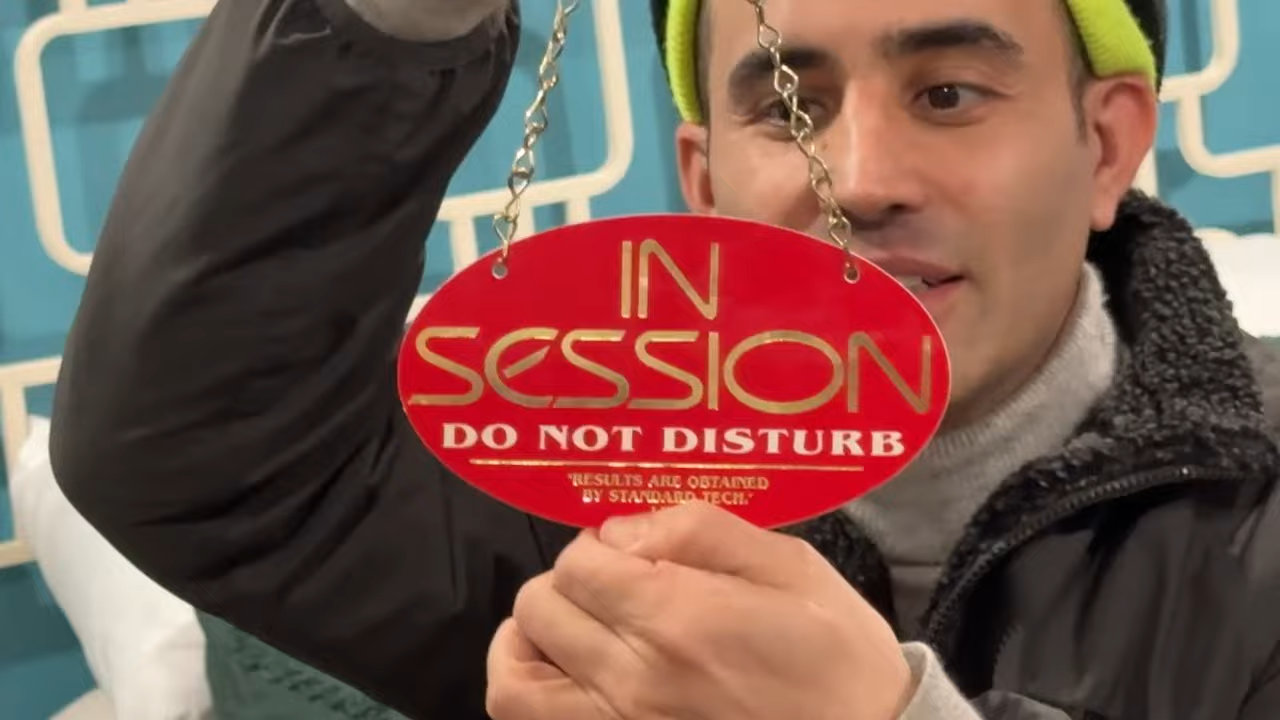 IN
SESSION
DO NOT DISTURB
"RESULTS ARE OBTAINED
BY STANDARD TECH."